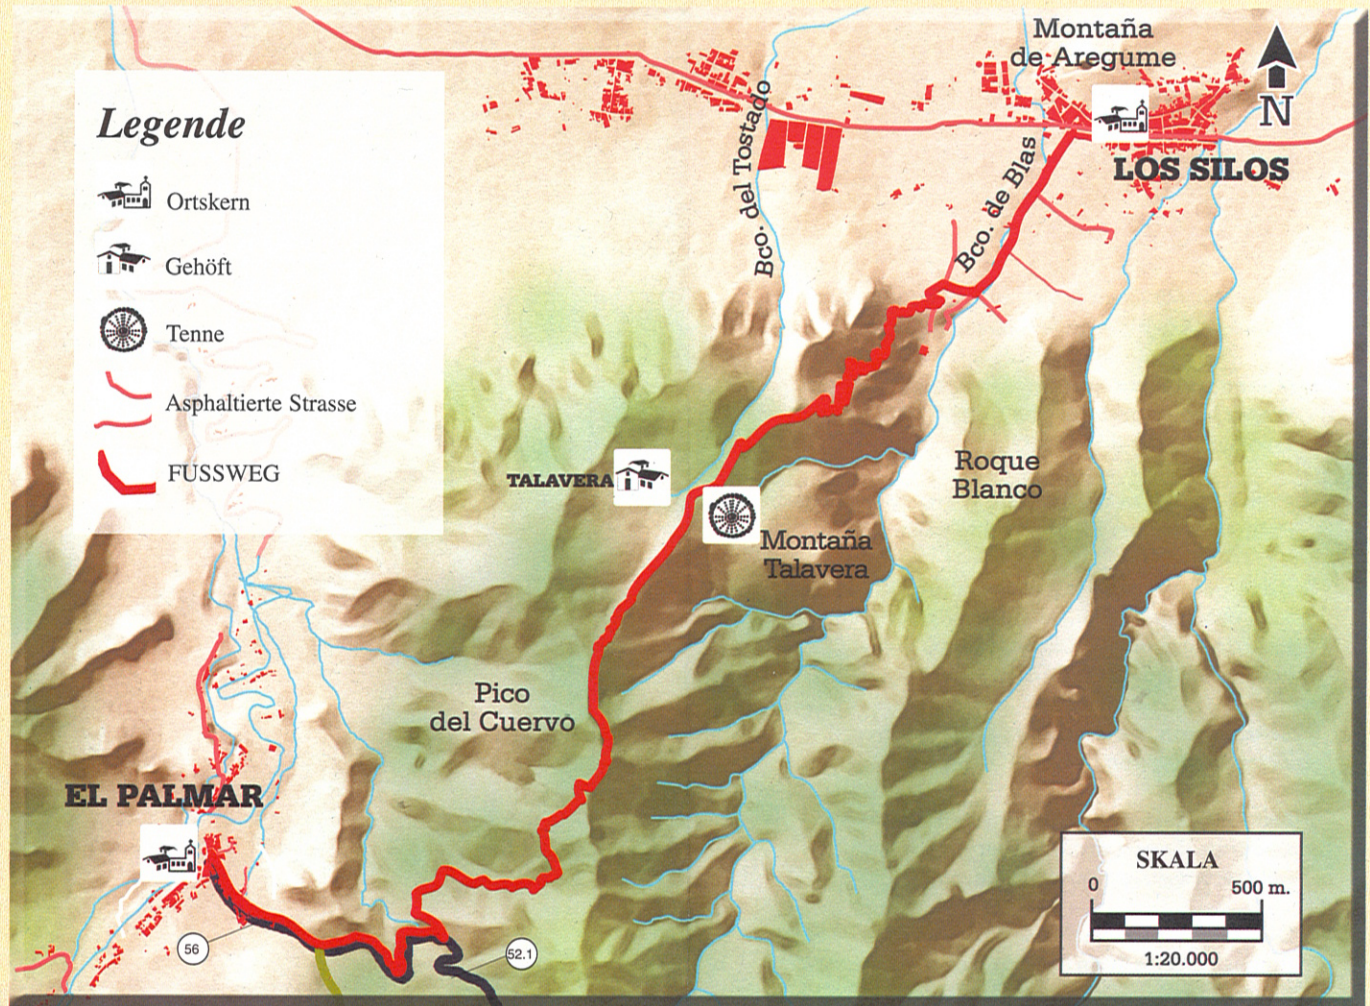 Legende
Ortskern
Gehöft
Tenne
Asphaltierte Strasse
FUSSWEG
Montaña
de Aregume
N
LOS SILOS
Bco. del Tostado
Bco. de Blas
TALAVERA
Roque
Blanco
Montaña
Talavera
Pico
del Cuervo
EL PALMAR
56
52.1
SKALA
0
500 m.
1:20.000